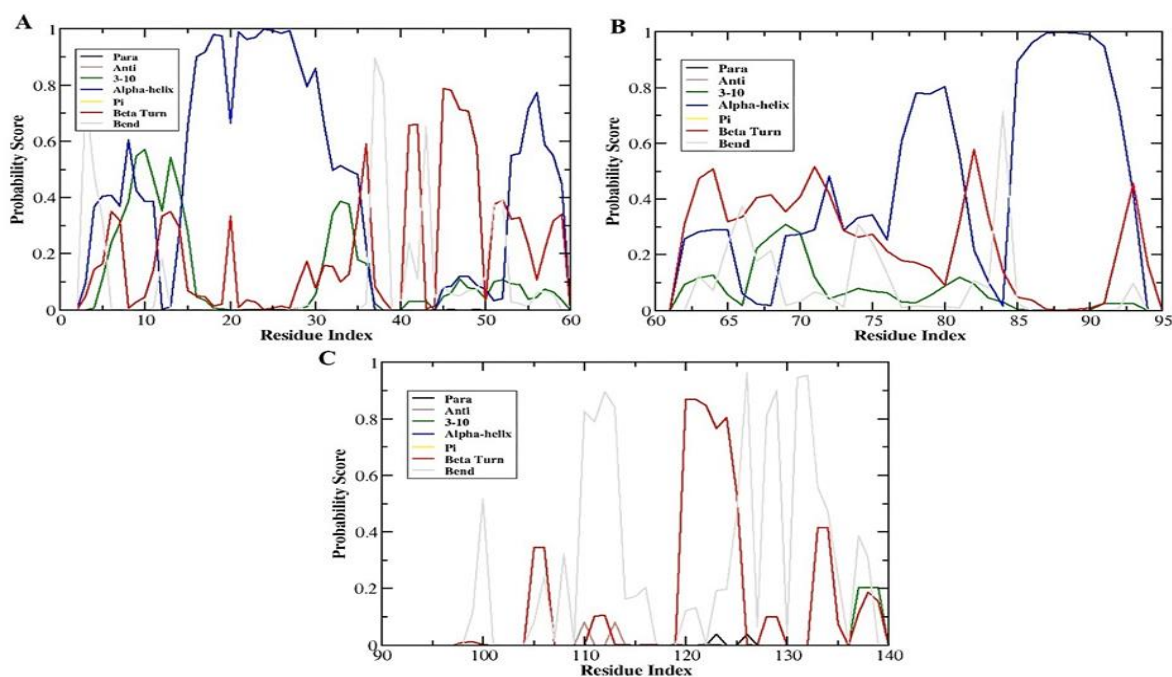 A
Probability Score
1
0.8
0.6
0.4
0.2
0
Para
Anti
3-10
Alpha-helix
Pi
Beta Turn
Bend
0 10 20 30 40 50 60
Residue Index
B
Probability Score
1
0.8
0.6
0.4
0.2
0
Para
Anti
3-10
Alpha-helix
Pi
Beta Turn
Bend
60 65 70 75 80 85 90 95
Residue Index
C
Probability Score
1
0.8
0.6
0.4
0.2
0
Para
Anti
3-10
Alpha-helix
Pi
Beta Turn
Bend
90 100 110 120 130 140
Residue Index